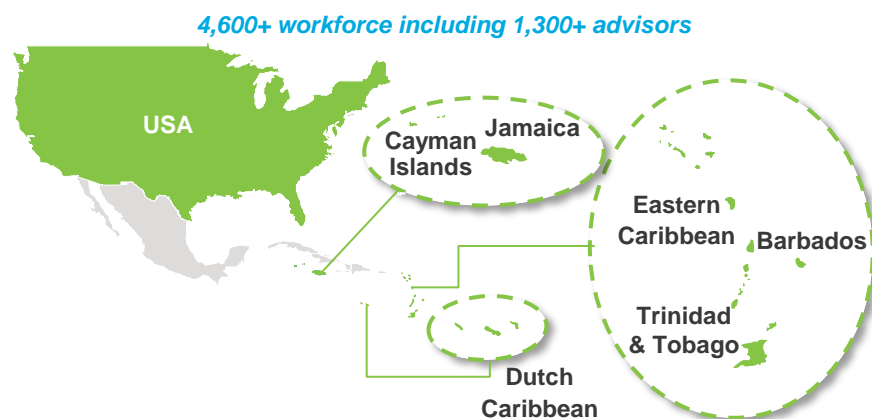 4,600+ workforce including 1,300+ advisors
USA
Jamaica
Cayman
Islands
Eastern
Caribbean
Barbados
Trinidad
& Tobago
Dutch
Caribbean